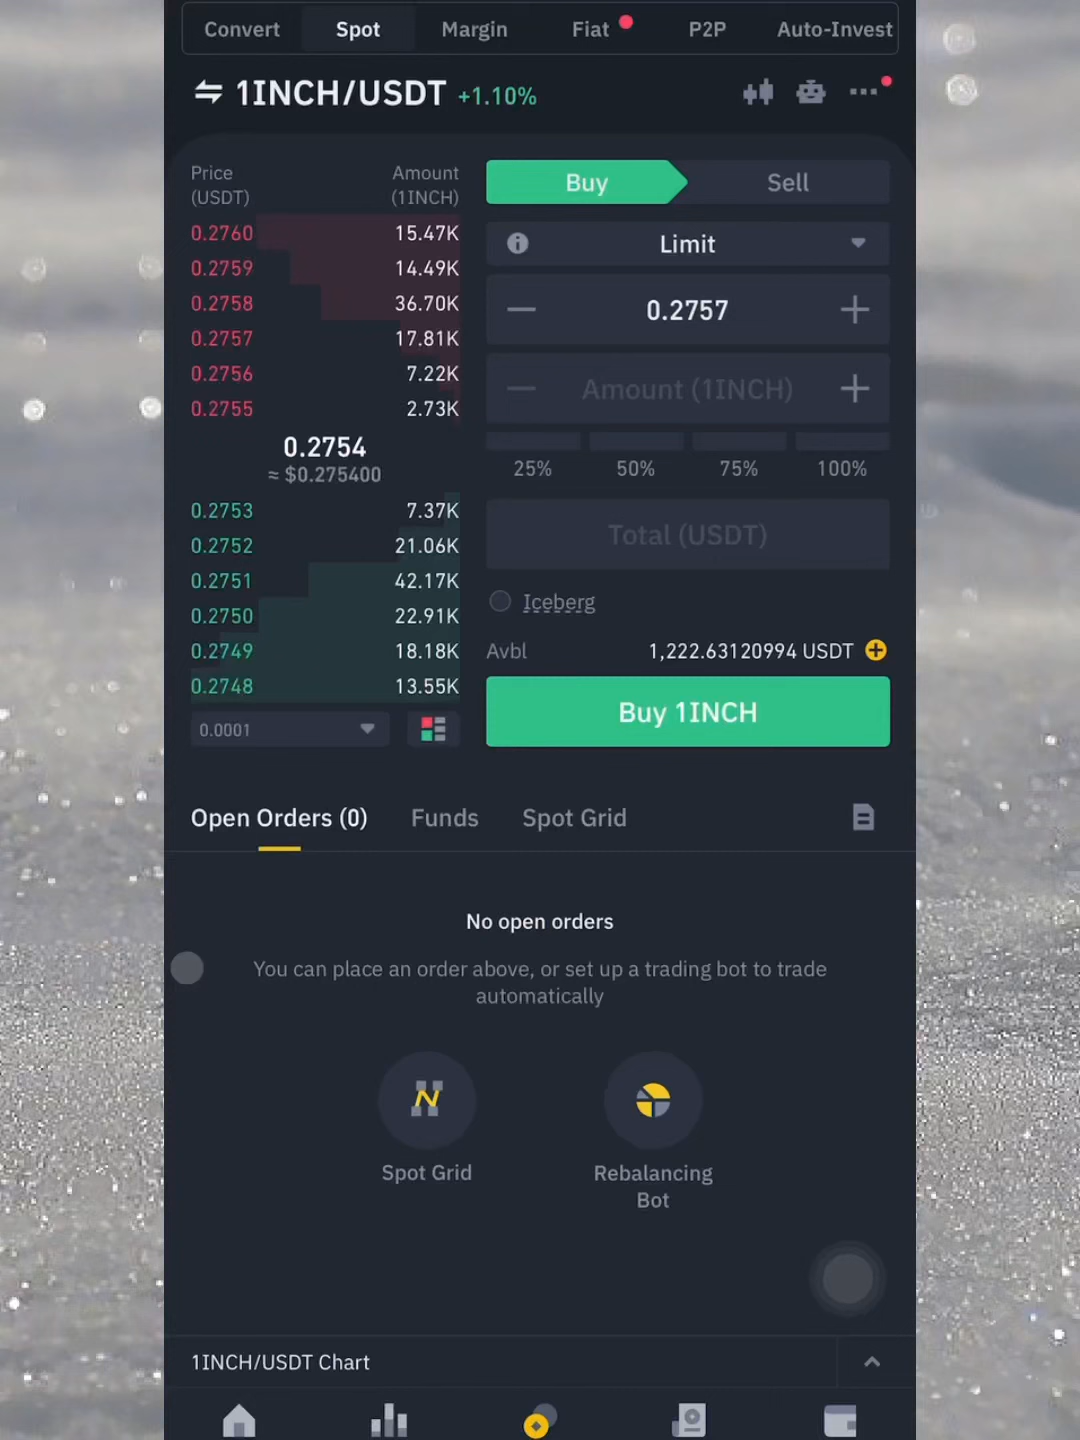 Convert Spot Margin Fiat P2P Auto-Invest
1INCH/USDT +1.10%
Price (USDT) Amount (1INCH)
0.2760 15.47K
0.2759 14.49K
0.2758 36.70K
0.2757 17.81K
0.2756 7.22K
0.2755 2.73K
0.2754
≈ $0.275400
0.2753 7.37K
0.2752 21.06K
0.2751 42.17K
0.2750 22.91K
0.2749 18.18K
0.2748 13.55K
0.0001
Buy Sell
Limit
0.2757
Amount (1INCH)
25% 50% 75% 100%
Total (USDT)
Iceberg
Avbl 1,222.63120994 USDT
Buy 1INCH
Open Orders (0) Funds Spot Grid
No open orders
You can place an order above, or set up a trading bot to trade
automatically
Spot Grid
Rebalancing
Bot
1INCH/USDT Chart